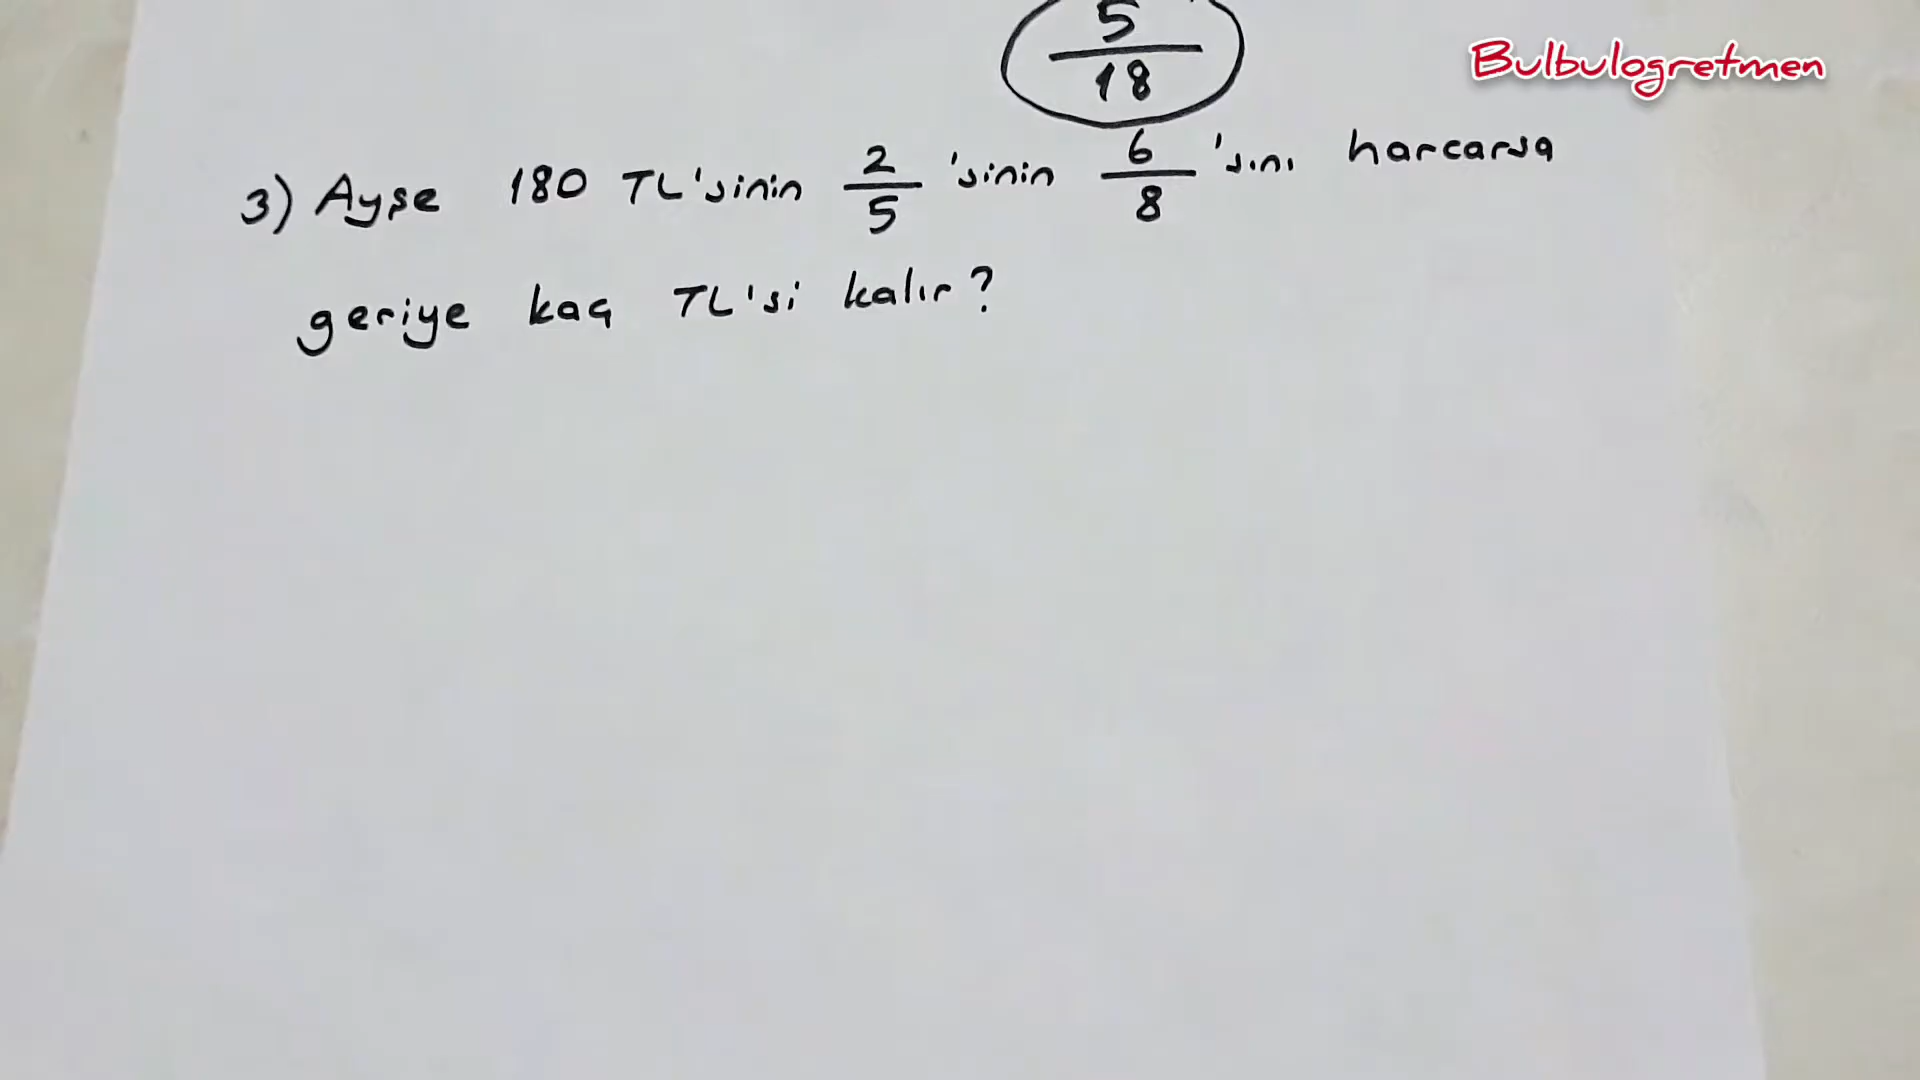 5/18
Bulbulogretmen
3) Ayşe 180 TL'sinin 2/5 'sinin 6/8 'sını harcarsa
geriye kaç TL'si kalır?